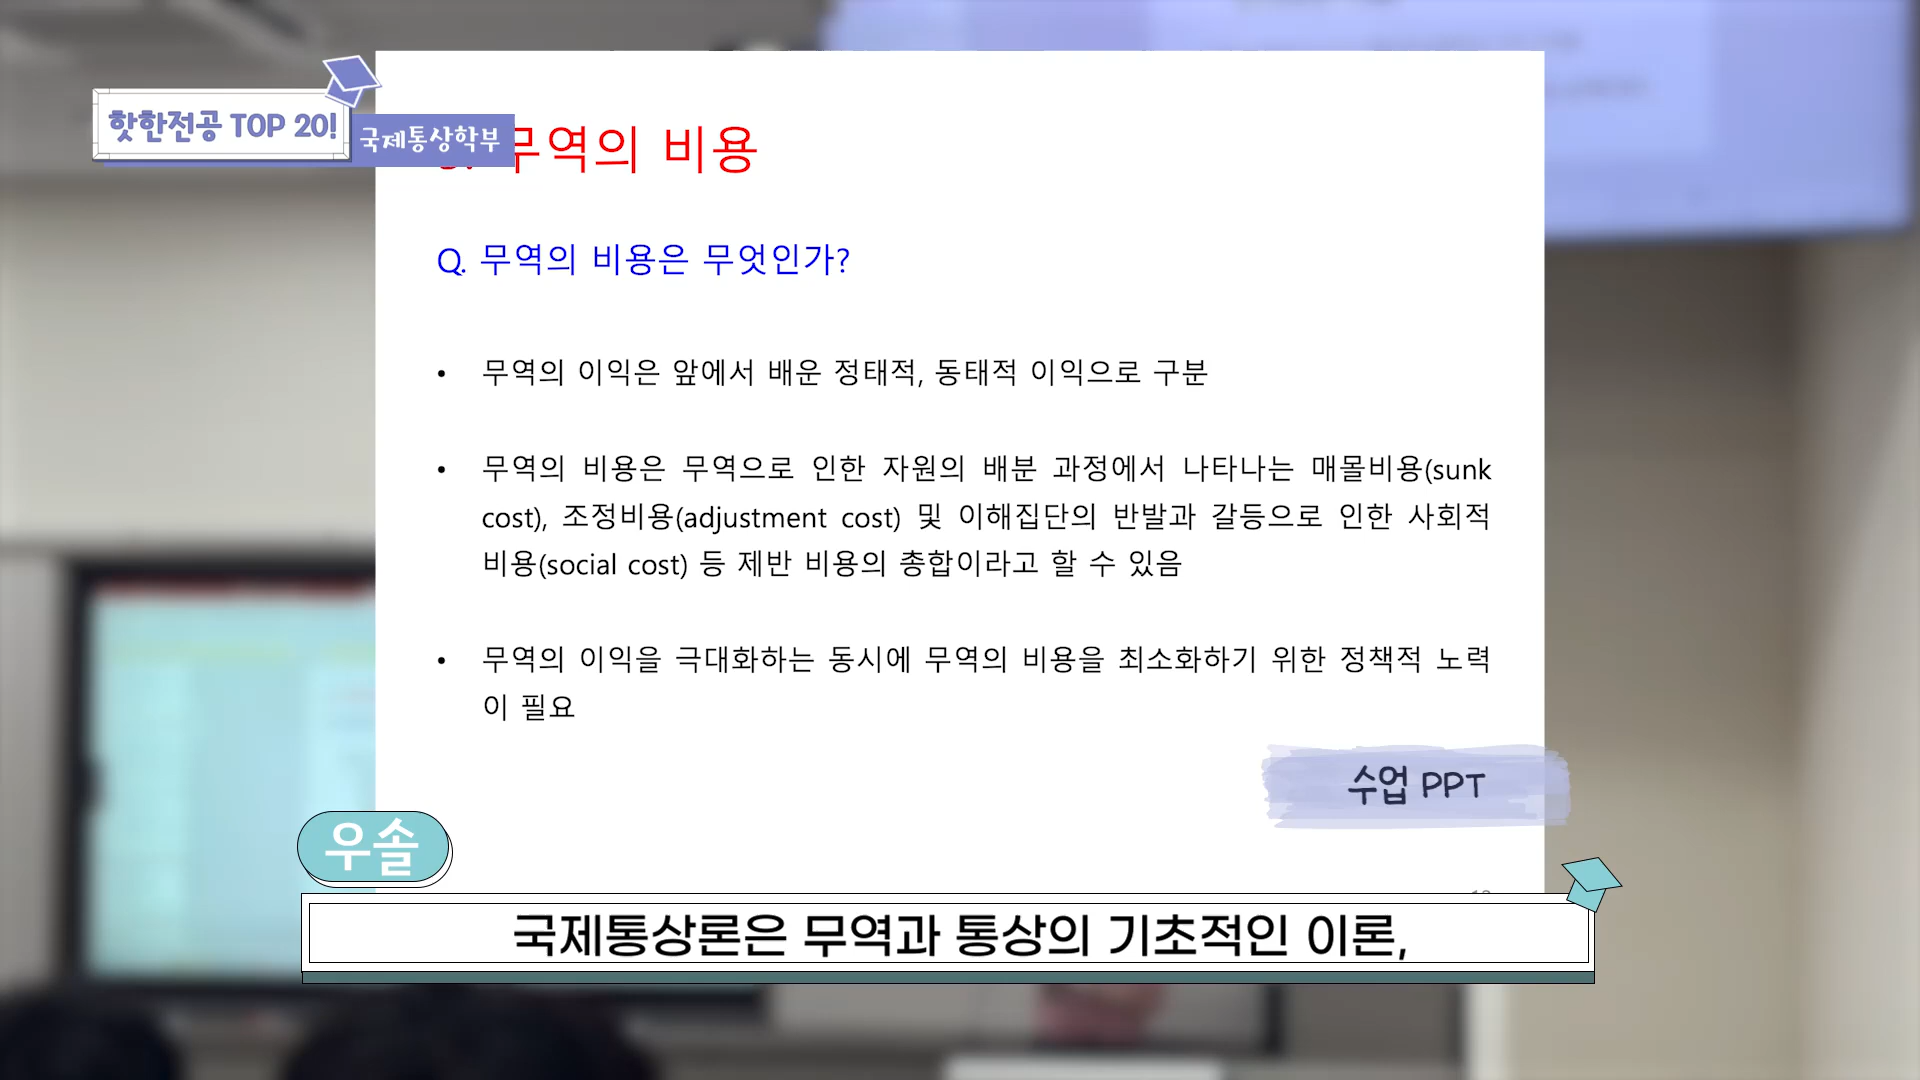 핫한전공 TOP 20!
국제통상학부
무역의 비용
Q. 무역의 비용은 무엇인가?
• 무역의 이익은 앞에서 배운 정태적, 동태적 이익으로 구분
• 무역의 비용은 무역으로 인한 자원의 배분 과정에서 나타나는 매몰비용(sunk
cost), 조정비용(adjustment cost) 및 이해집단의 반발과 갈등으로 인한 사회적
비용(social cost) 등 제반 비용의 총합이라고 할 수 있음
• 무역의 이익을 극대화하는 동시에 무역의 비용을 최소화하기 위한 정책적 노력
이 필요
수업 PPT
우솔
국제통상론은 무역과 통상의 기초적인 이론,